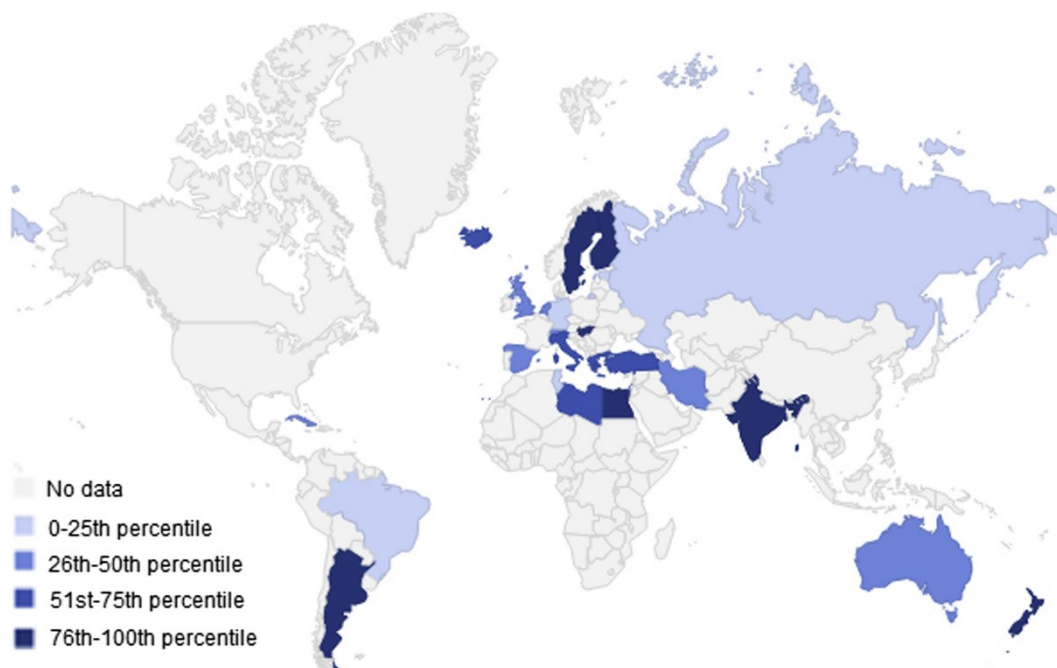 No data
0-25th percentile
26th-50th percentile
51st-75th percentile
76th-100th percentile